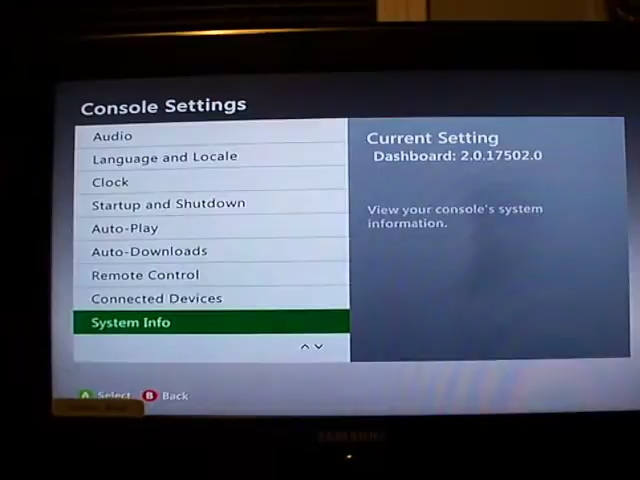 Console Settings
Audio
Language and Locale
Clock
Startup and Shutdown
Auto-Play
Auto-Downloads
Remote Control
Connected Devices
System Info
Current Setting
Dashboard: 2.0.17502.0
View your console's system
information.
A Select B Back
SAMSUNG